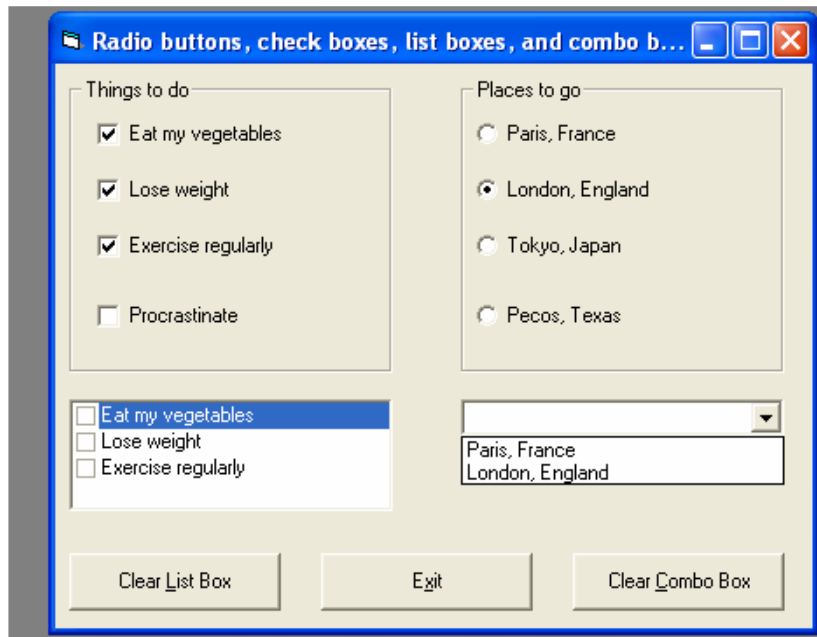 Radio buttons, check boxes, list boxes, and combo b...
Things to do
Eat my vegetables
Lose weight
Exercise regularly
Procrastinate
Places to go
Paris, France
London, England
Tokyo, Japan
Pecos, Texas
Eat my vegetables
Lose weight
Exercise regularly
Paris, France
London, England
Clear List Box
Exit
Clear Combo Box